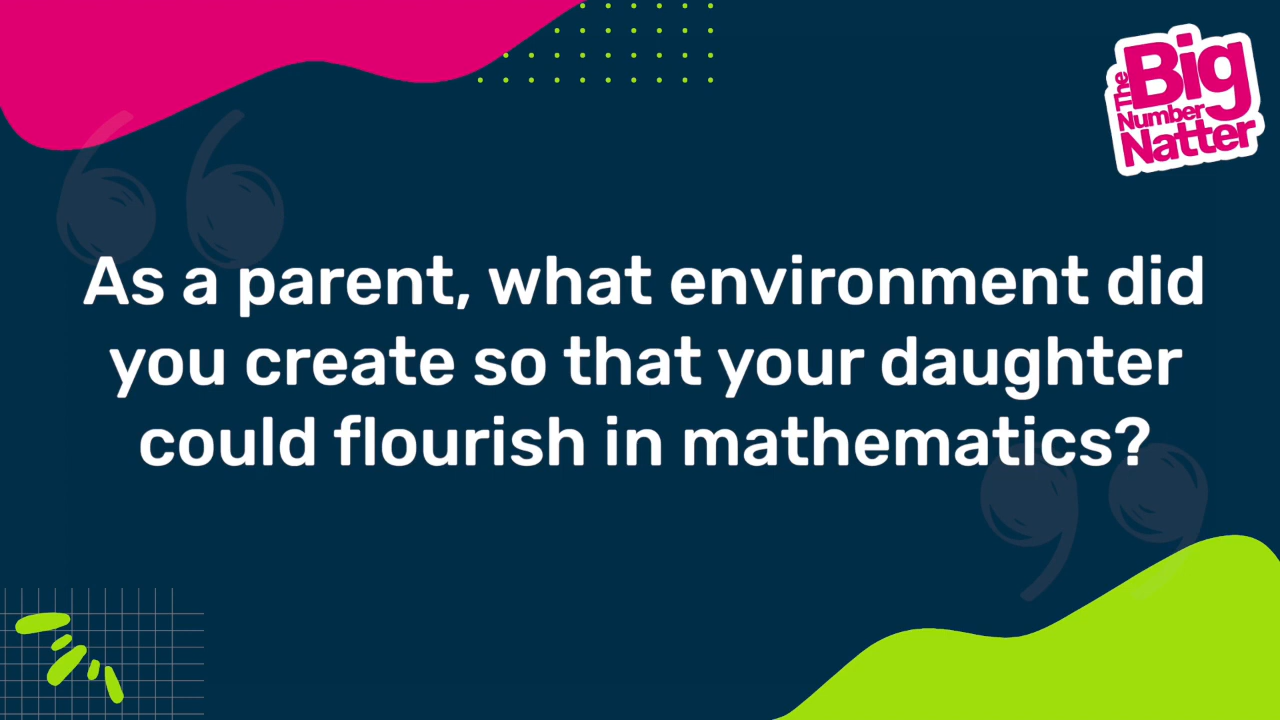 The
Big
Number
Natter
As a parent, what environment did
you create so that your daughter
could flourish in mathematics?